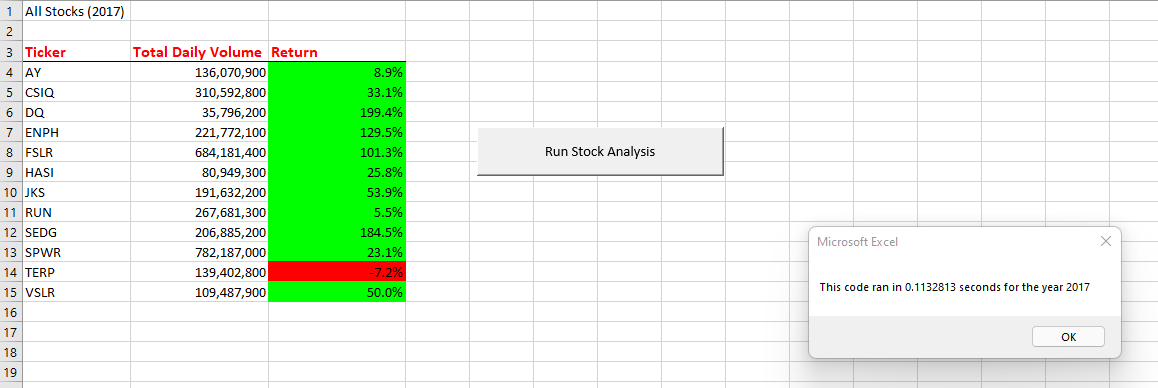 1 All Stocks (2017)
2
3 Ticker Total Daily Volume Return
4 AY 136,070,900 8.9%
5 CSIQ 310,592,800 33.1%
6 DQ 35,796,200 199.4%
7 ENPH 221,772,100 129.5%
Run Stock Analysis
8 FSLR 684,181,400 101.3%
9 HASI 80,949,300 25.8%
10 JKS 191,632,200 53.9%
11 RUN 267,681,300 5.5%
12 SEDG 206,885,200 184.5%
Microsoft Excel
13 SPWR 782,187,000 23.1%
14 TERP 139,402,800 -7.2%
15 VSLR 109,487,900 50.0%
This code ran in 0.1132813 seconds for the year 2017
16
17
OK
18
19